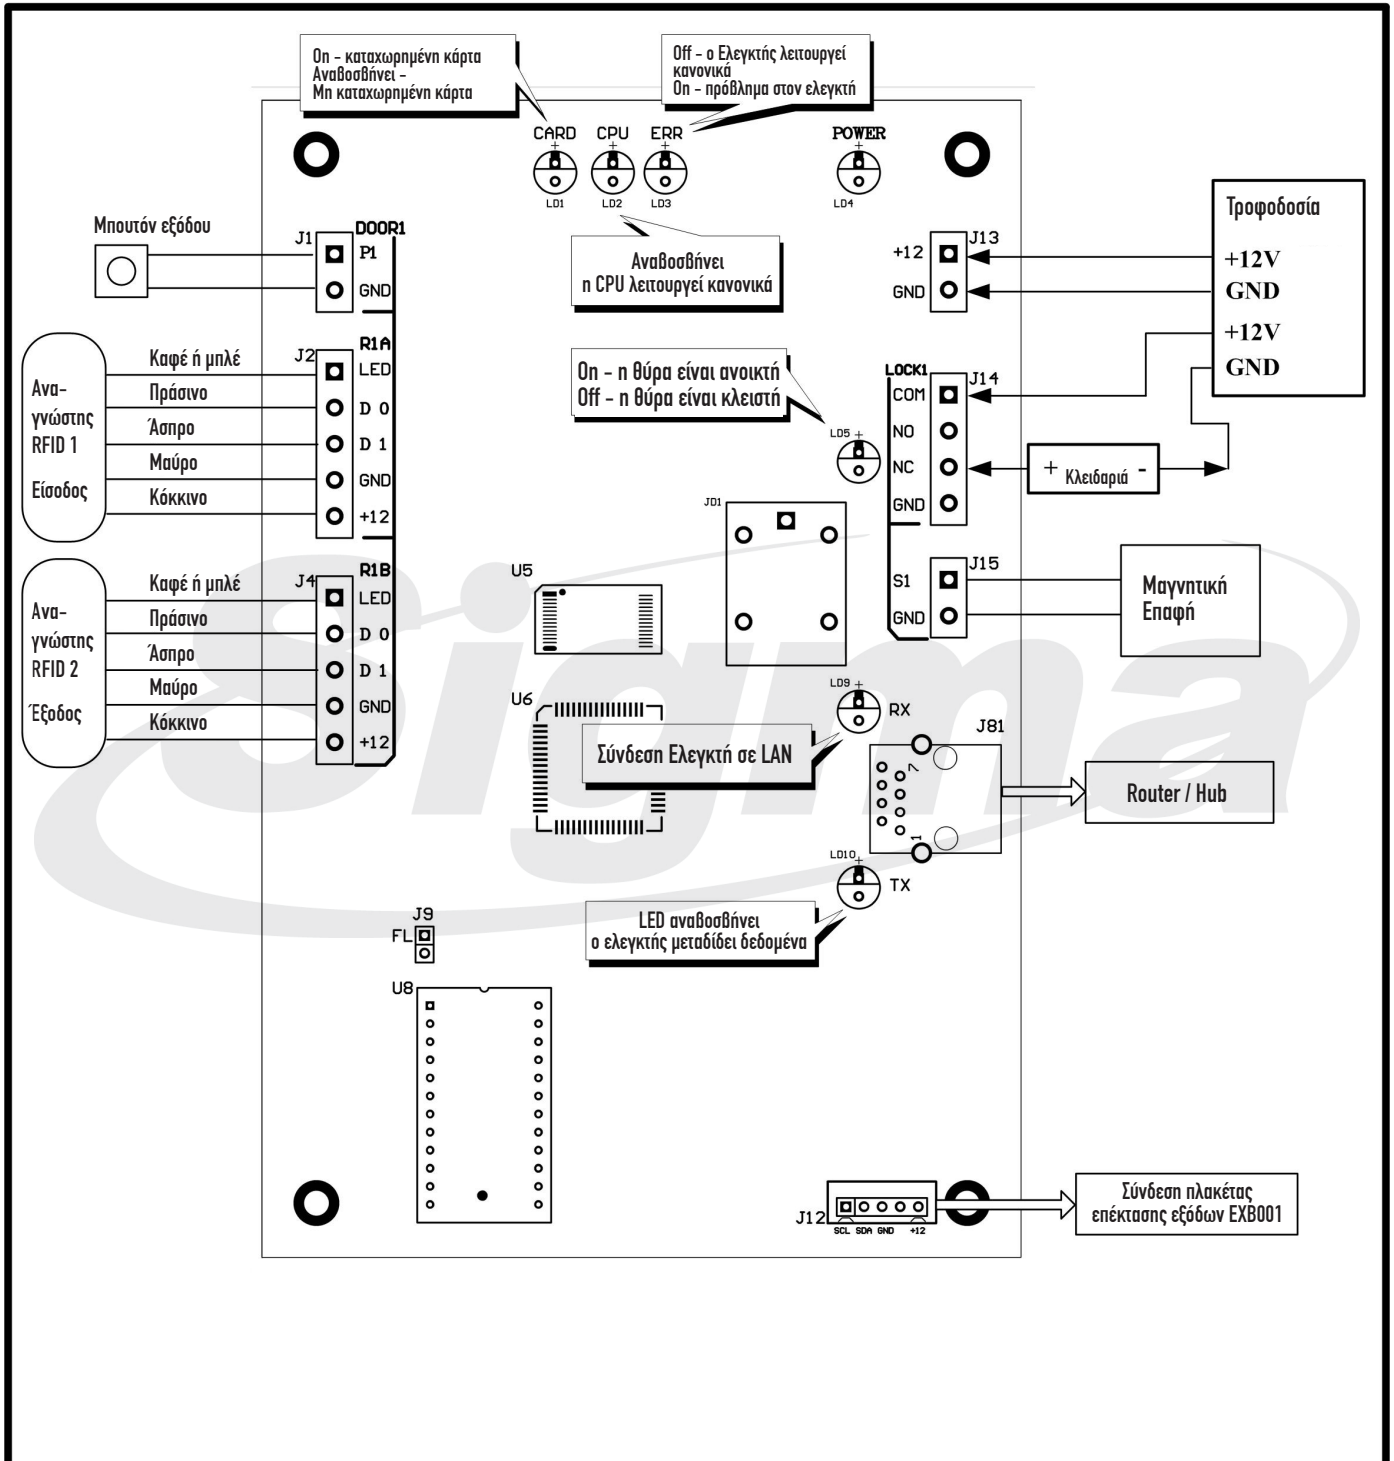 On - καταχωρημένη κάρτα
Αναβοσβήνει -
Μη καταχωρημένη κάρτα
Off - ο Ελεγκτής λειτουργεί
κανονικά
On - πρόβλημα στον ελεγκτή
CARD
CPU
ERR
POWER
LD1
LD2
LD3
LD4
Αναβοσβήνει
η CPU λειτουργεί κανονικά
Μπουτόν εξόδου
J1
DOOR1
P1
GND
Ανα-
γνώστης
RFID 1
Είσοδος
Καφέ ή μπλέ
Πράσινο
Άσπρο
Μαύρο
Κόκκινο
J2
R1A
LED
D 0
D 1
GND
+12
Ανα-
γνώστης
RFID 2
Έξοδος
Καφέ ή μπλέ
Πράσινο
Άσπρο
Μαύρο
Κόκκινο
J4
R1B
LED
D 0
D 1
GND
+12
+12
GND
J13
Τροφοδοσία
+12V
GND
+12V
GND
On - η θύρα είναι ανοικτή
Off - η θύρα είναι κλειστή
LD5
LOCK1
J14
COM
NO
NC
GND
+ Κλειδαριά -
JD1
J15
S1
GND
Μαγνητική
Επαφή
U5
U6
Sigma
LD9
RX
Σύνδεση Ελεγκτή σε LAN
J81
7
1
Router / Hub
LD10
TX
LED αναβοσβήνει
ο ελεγκτής μεταδίδει δεδομένα
J9
FL
U8
J12
SCL SDA GND +12
Σύνδεση πλακέτας
επέκτασης εξόδων EXB001